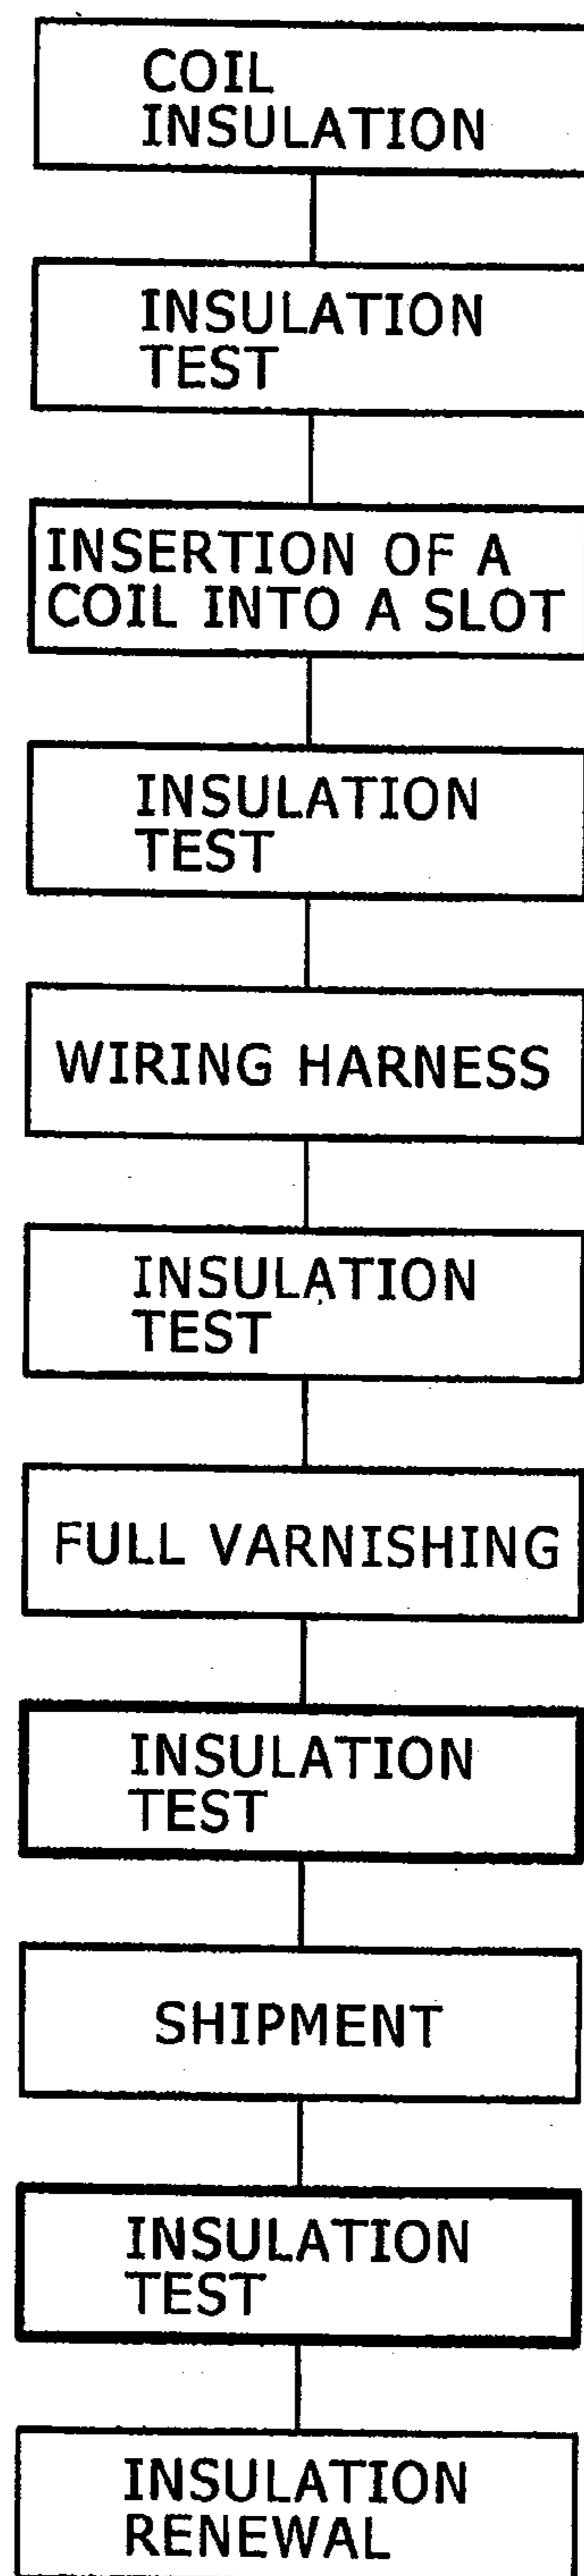 COIL
INSULATION
INSULATION
TEST
INSERTION OF A
COIL INTO A SLOT
INSULATION
TEST
WIRING HARNESS
INSULATION
TEST
FULL VARNISHING
INSULATION
TEST
SHIPMENT
INSULATION
TEST
INSULATION
RENEWAL